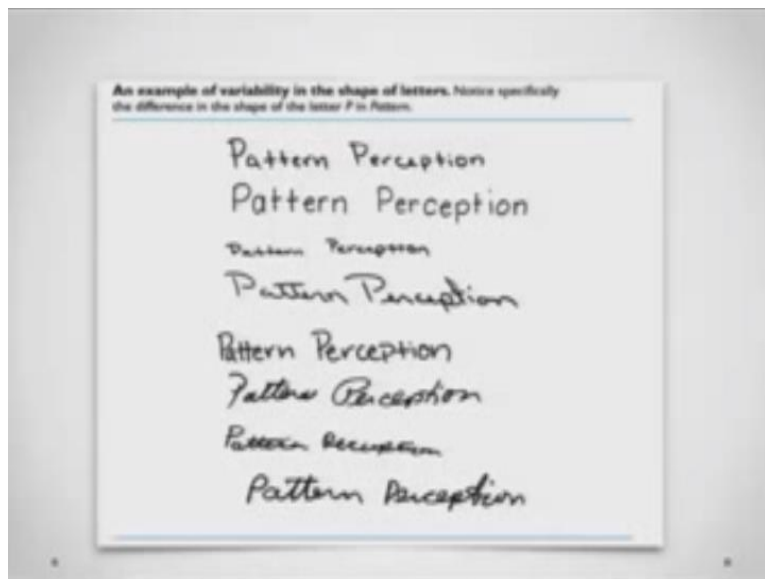 An example of variability in the shape of letters. Notice specifically
the difference in the shape of the letter P in Pattern.
Pattern Perception
Pattern Perception
Pattern Perception
Pattern Perception
Pattern Perception
Pattern Perception
Pattern Perception
Pattern Perception